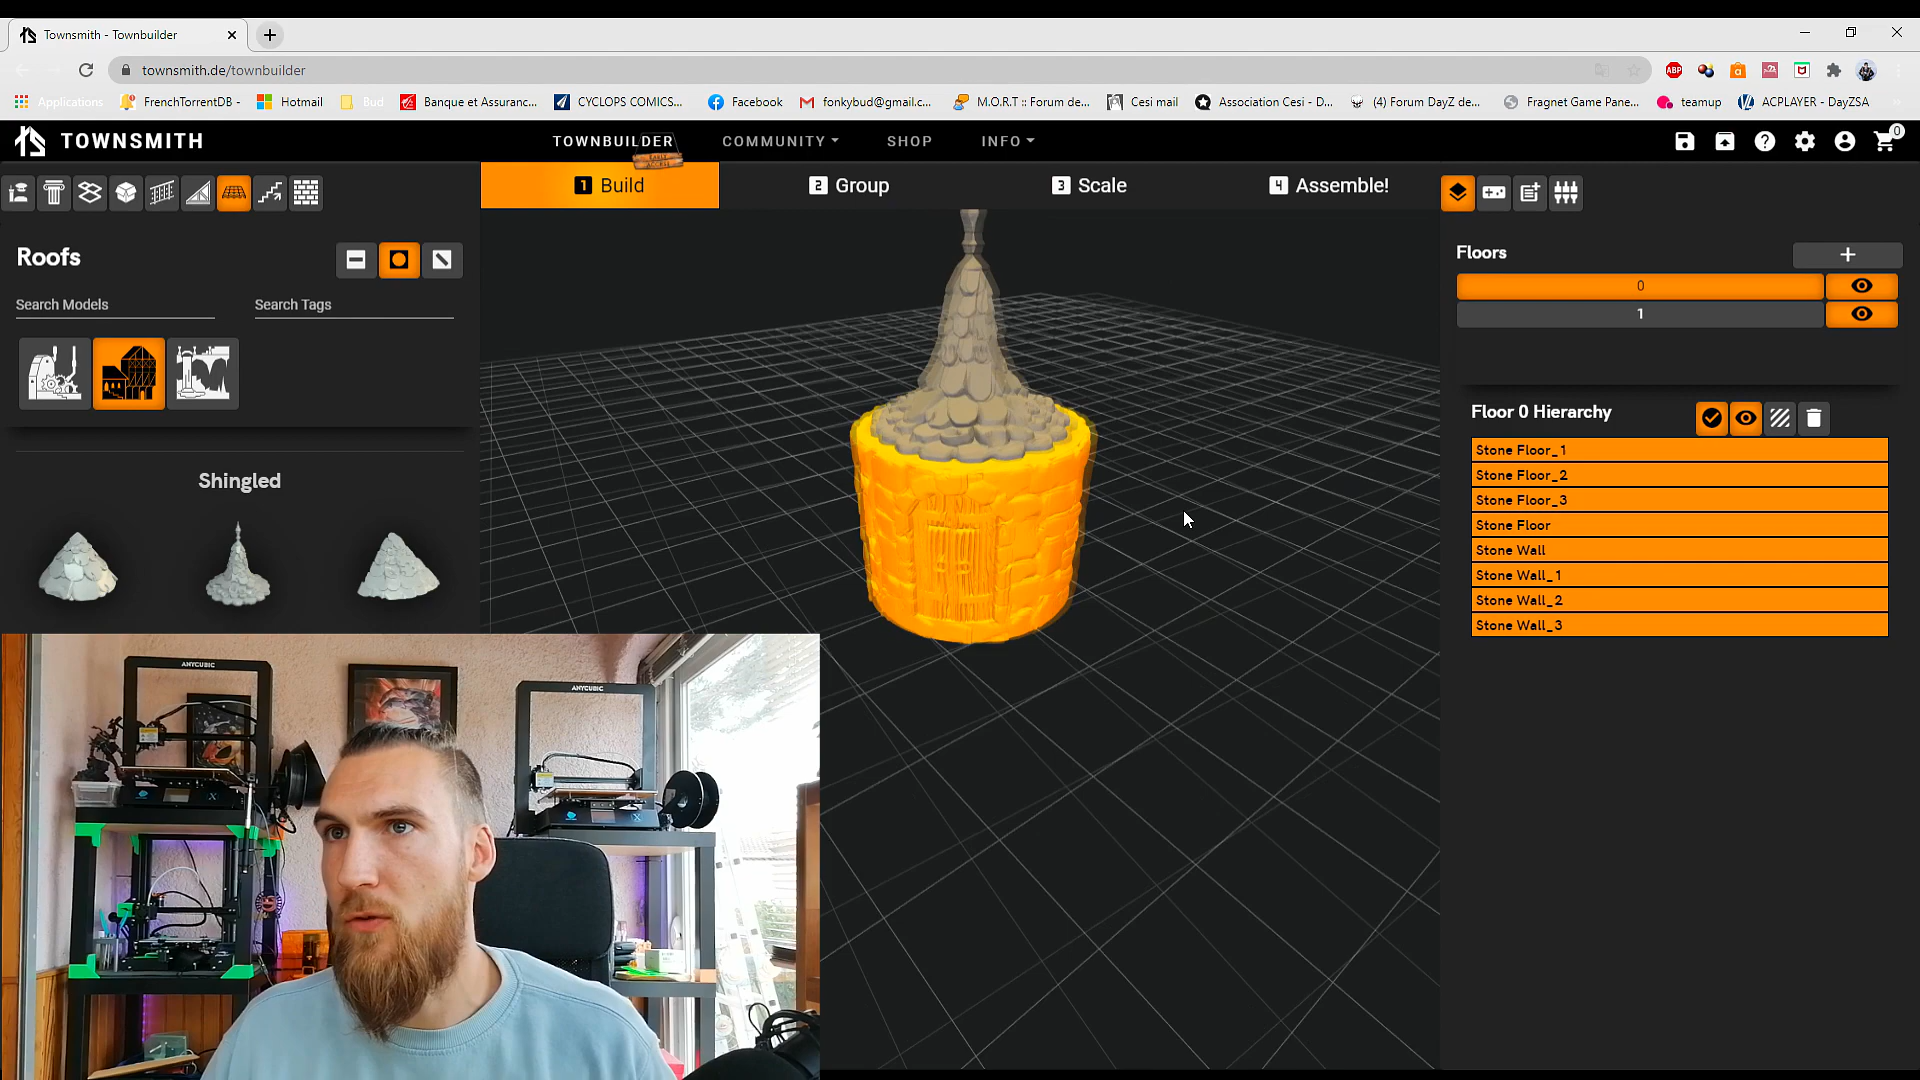 Townsmith - Townbuilder
townsmith.de/townbuilder
ABP
Applications
FrenchTorrentDB -
Hotmail
Bud
Banque et Assuranc...
CYCLOPS COMICS...
Facebook
fonkybud@gmail.c...
M.O.R.T :: Forum de...
Cesi mail
Association Cesi - D...
(4) Forum DayZ de...
Fragnet Game Pane...
teamup
ACPLAYER - DayZSA
TOWNSMITH
TOWNBUILDER
EARLY ACCESS
COMMUNITY
SHOP
INFO
0
1 Build
2 Group
3 Scale
4 Assemble!
Roofs
Search Models
Search Tags
Shingled
Floors
0
1
Floor 0 Hierarchy
Stone Floor_1
Stone Floor_2
Stone Floor_3
Stone Floor
Stone Wall
Stone Wall_1
Stone Wall_2
Stone Wall_3
ANYCUBIC
ANYCUBIC